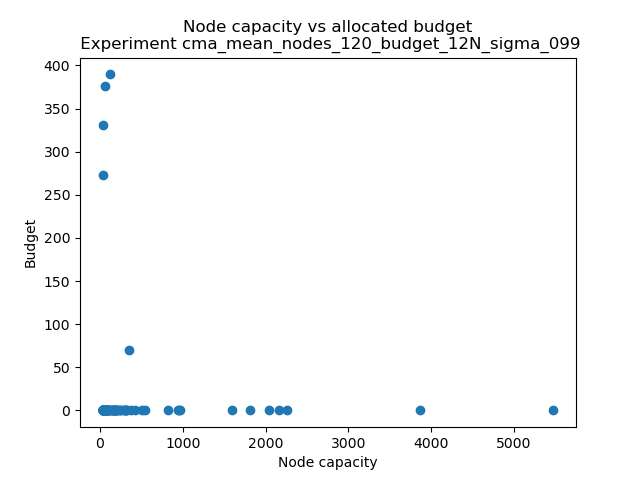 Node capacity vs allocated budget
Experiment cma_mean_nodes_120_budget_12N_sigma_099
400
350
300
250
200
150
100
50
0
Budget
0 1000 2000 3000 4000 5000
Node capacity